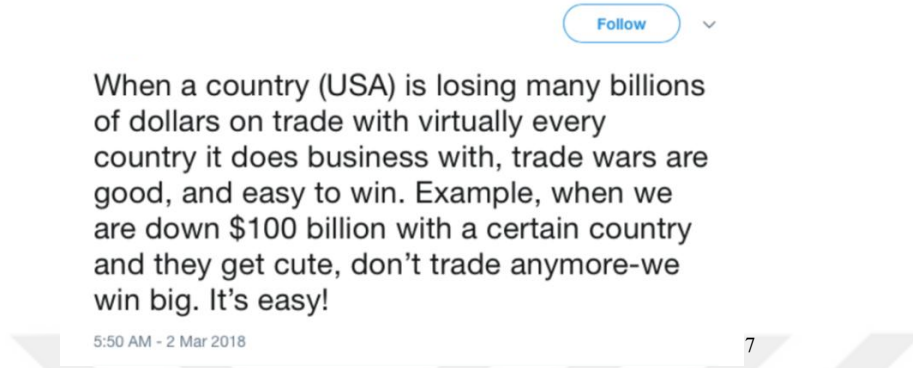 Follow
When a country (USA) is losing many billions
of dollars on trade with virtually every
country it does business with, trade wars are
good, and easy to win. Example, when we
are down $100 billion with a certain country
and they get cute, don’t trade anymore-we
win big. It’s easy!
5:50 AM - 2 Mar 2018
7